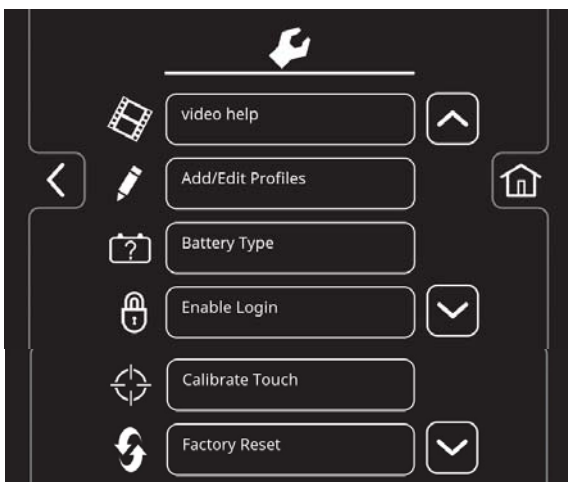 video help
Add/Edit Profiles
Battery Type
Enable Login
Calibrate Touch
Factory Reset